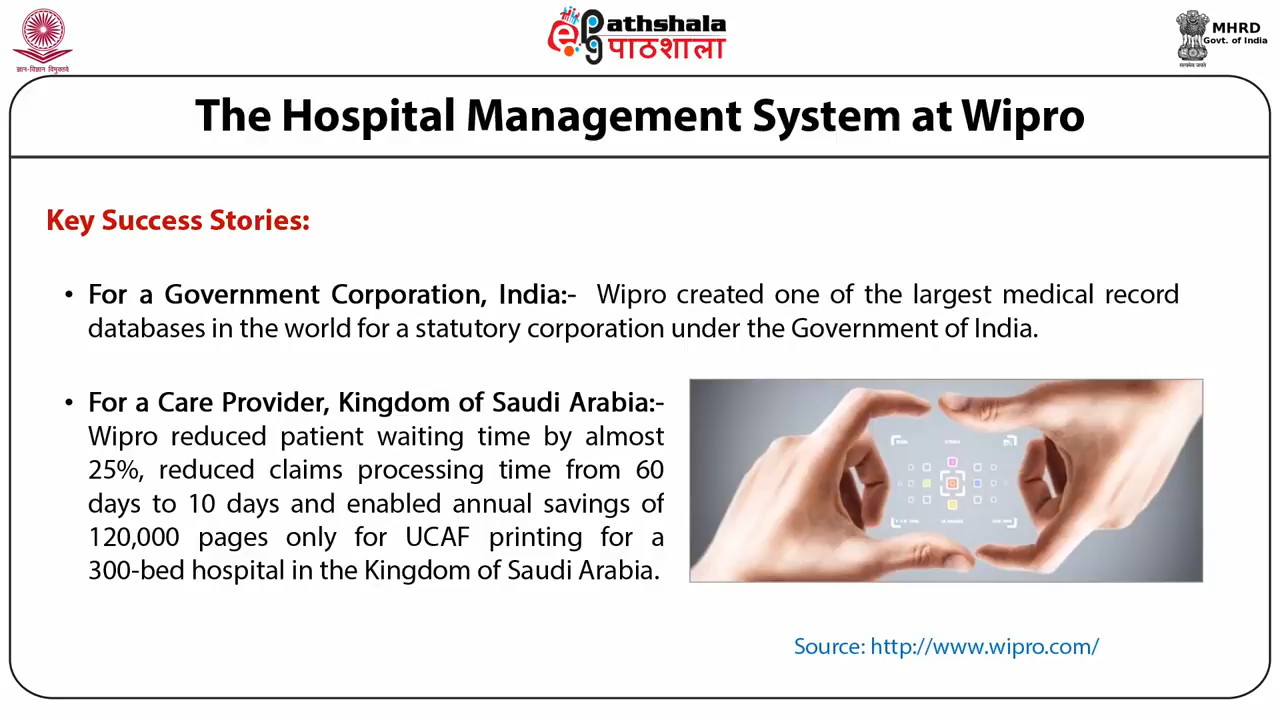 ज्ञान-विज्ञान विमुक्तये
ePathshala
पाठशाला
MHRD
Govt. of India
सत्यमेव जयते
The Hospital Management System at Wipro
Key Success Stories:
• For a Government Corporation, India:- Wipro created one of the largest medical record
databases in the world for a statutory corporation under the Government of India.
• For a Care Provider, Kingdom of Saudi Arabia:-
Wipro reduced patient waiting time by almost
25%, reduced claims processing time from 60
days to 10 days and enabled annual savings of
120,000 pages only for UCAF printing for a
300-bed hospital in the Kingdom of Saudi Arabia.
Source: http://www.wipro.com/